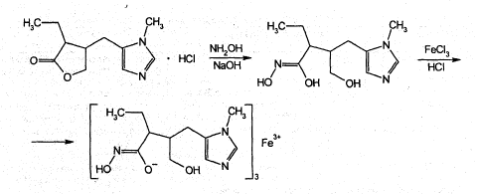 H₃C CH₃
N
O O N · HCl
NH₂OH
NaOH
H₃C CH₃
N
N N
HO OH OH
FeCl₃
HCl
H₃C CH₃
N
N N
HO O⁻ OH
3
Fe³⁺